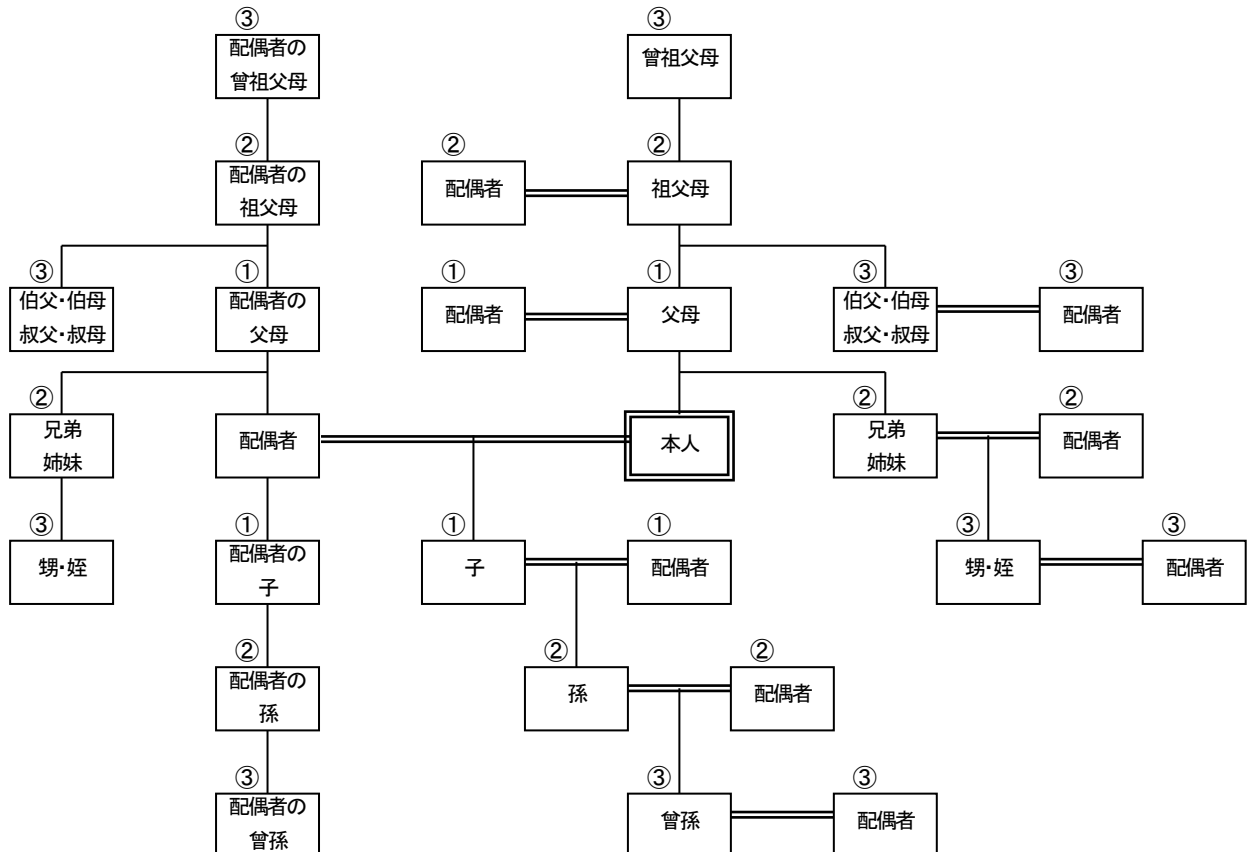 ③ ③
配偶者の
曾祖父母
曾祖父母
② ② ②
配偶者の
祖父母
配偶者 祖父母
③ ① ① ① ③ ③
伯父・伯母
叔父・叔母
配偶者の
父母
配偶者 父母
伯父・伯母
叔父・叔母
配偶者
② ② ②
兄弟
姉妹
配偶者 本人
兄弟
姉妹
配偶者
③ ① ① ① ③ ③
甥・姪
配偶者の
子
子 配偶者 甥・姪 配偶者
② ② ②
配偶者の
孫
孫 配偶者
③ ③ ③
配偶者の
曾孫
曾孫 配偶者